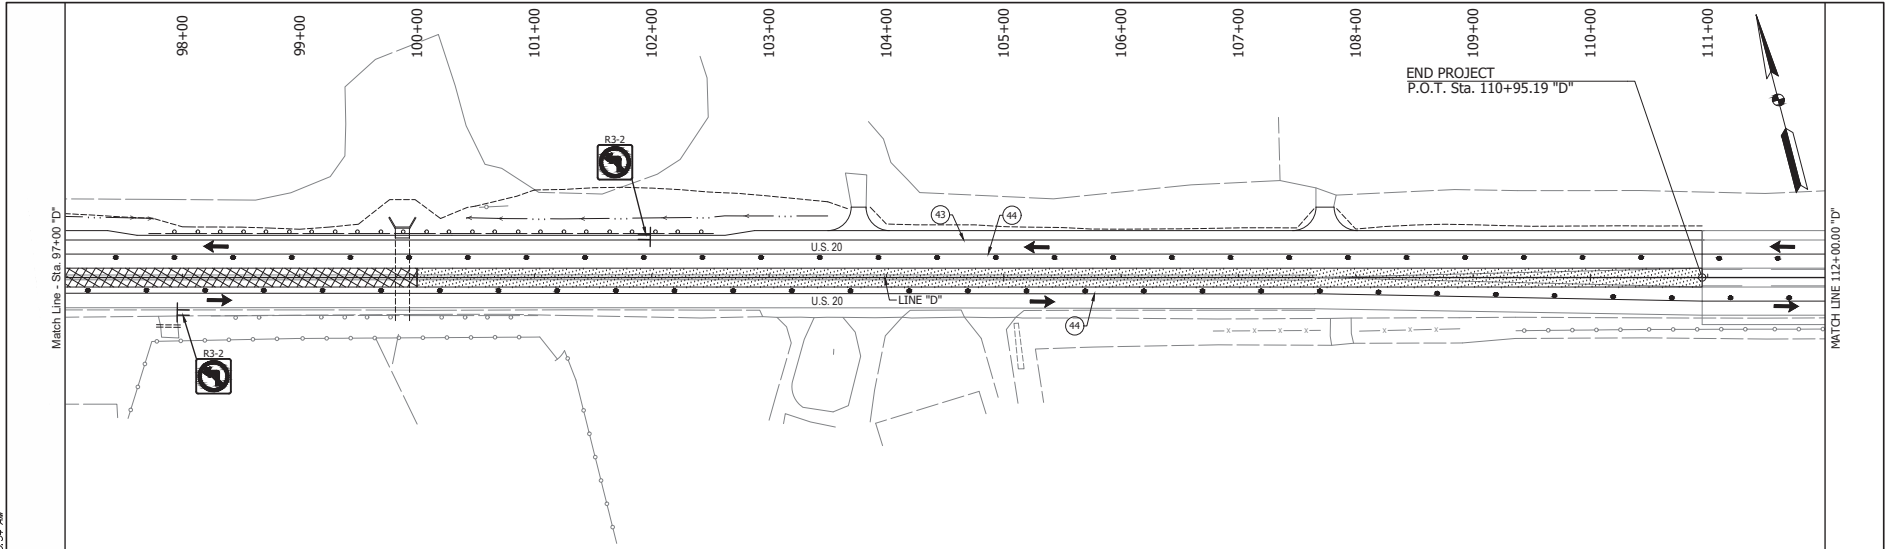 98+00
99+00
100+00
101+00
102+00
103+00
104+00
105+00
106+00
107+00
108+00
109+00
110+00
111+00
END PROJECT
P.O.T. Sta. 110+95.19 "D"
R3-2
43
44
U.S. 20
Match Line - Sta. 97+00 "D"
MATCH LINE 112+00.00 "D"
U.S. 20
LINE "D"
44
R3-2